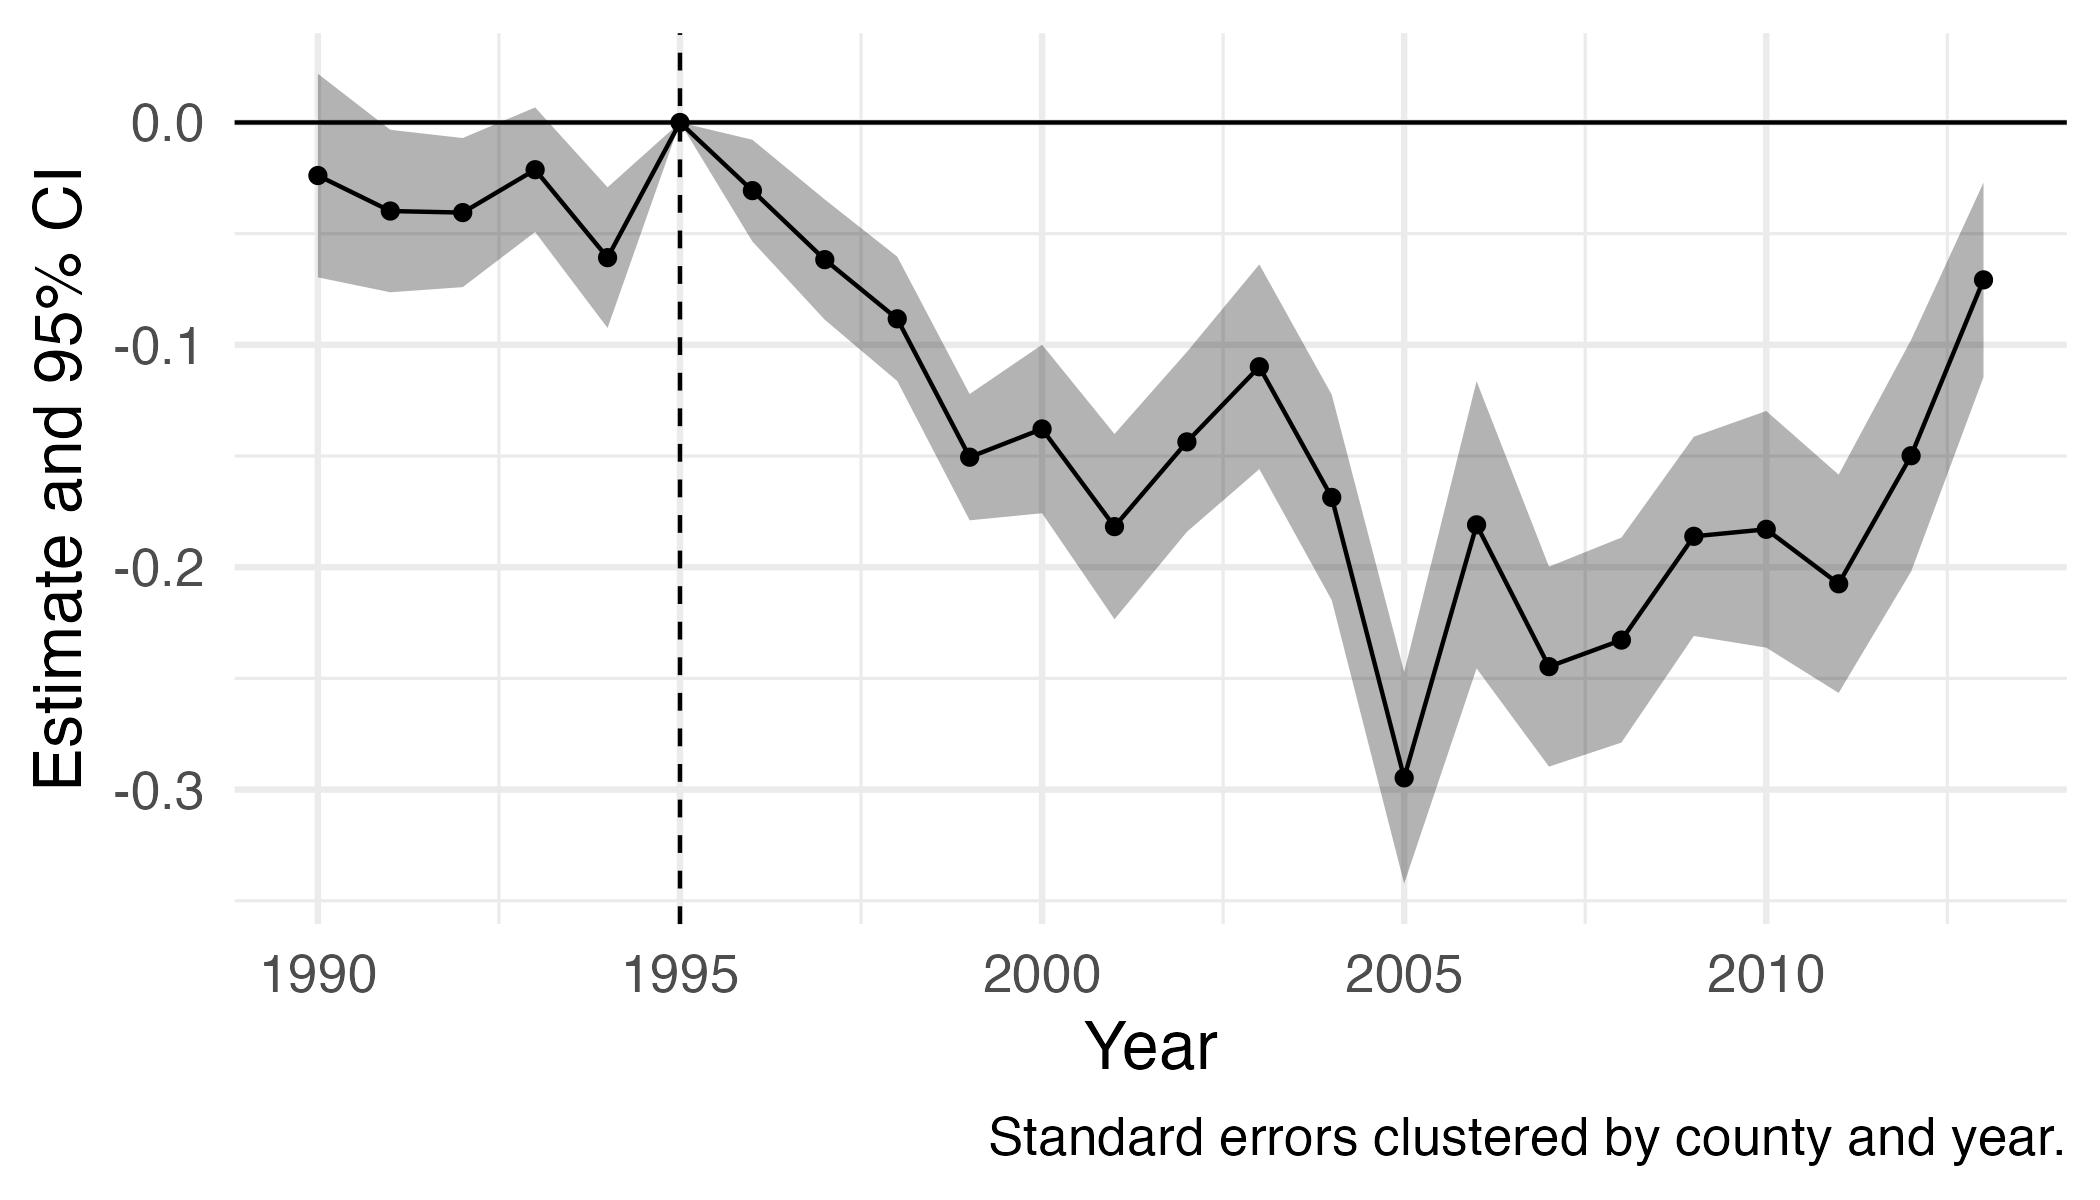 Estimate and 95% CI
0.0
-0.1
-0.2
-0.3
1990 1995 2000 2005 2010
Year
Standard errors clustered by county and year.